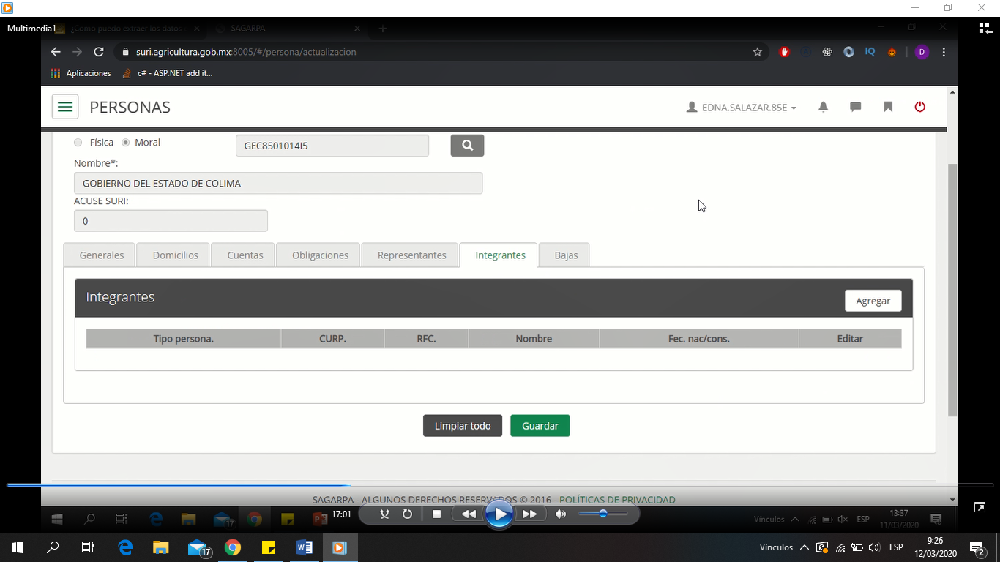 Multimedia1
¿Como puedo extraer los datos
SAGARPA
suri.agricultura.gob.mx:8005/#/persona/actualizacion
IQ
D
Aplicaciones
c# - ASP.NET add it...
PERSONAS
EDNA.SALAZAR.85E
Física
Moral
GEC8501014I5
Nombre*:
GOBIERNO DEL ESTADO DE COLIMA
ACUSE SURI:
0
Generales
Domicilios
Cuentas
Obligaciones
Representantes
Integrantes
Bajas
Integrantes
Agregar
Tipo persona.
CURP.
RFC.
Nombre
Fec. nac/cons.
Editar
Limpiar todo
Guardar
SAGARPA - ALGUNOS DERECHOS RESERVADOS © 2016 - POLÍTICAS DE PRIVACIDAD
17
17:01
Vínculos
ESP
13:37
11/03/2020
17
Vínculos
ESP
9:26
12/03/2020
2